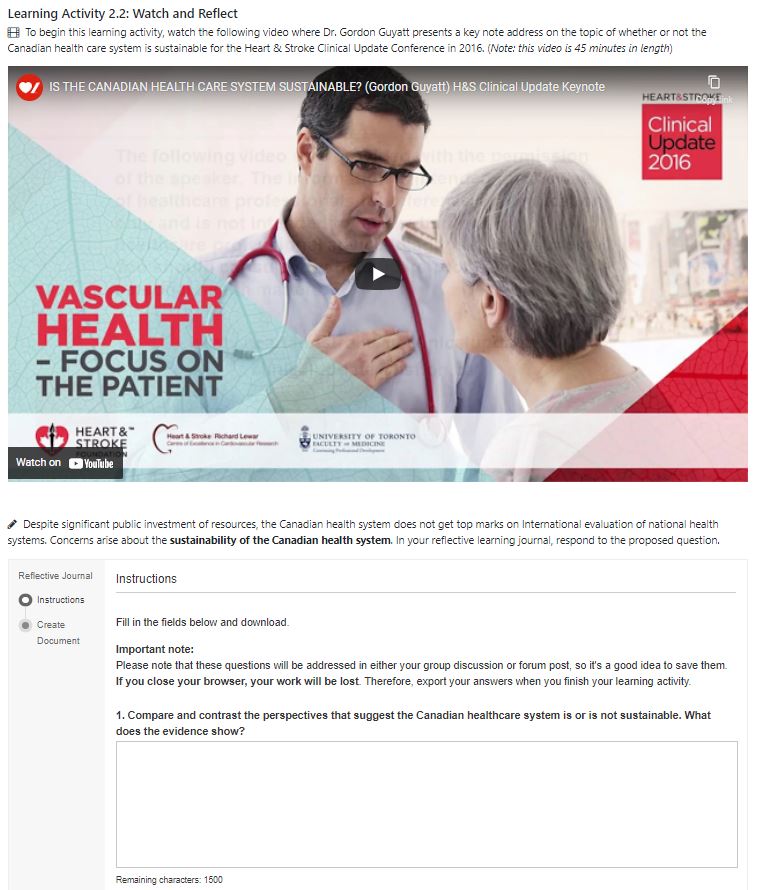 Learning Activity 2.2: Watch and Reflect
To begin this learning activity, watch the following video where Dr. Gordon Guyatt presents a key note address on the topic of whether or not the
Canadian health care system is sustainable for the Heart & Stroke Clinical Update Conference in 2016. (Note: this video is 45 minutes in length)
IS THE CANADIAN HEALTH CARE SYSTEM SUSTAINABLE? (Gordon Guyatt) H&S Clinical Update Keynote
Copy link
HEART&STROKE
Clinical
Update
2016
The following video with the permission
of the speaker. The
of healthcare
and is not
VASCULAR
HEALTH
– FOCUS ON
THE PATIENT
HEART &™
STROKE
FOUNDATION
Heart & Stroke Richard Lewar
Centre of Excellence in Cardiovascular Research
UNIVERSITY OF TORONTO
FACULTY OF MEDICINE
Continuing Professional Development
Watch on YouTube
Despite significant public investment of resources, the Canadian health system does not get top marks on International evaluation of national health
systems. Concerns arise about the sustainability of the Canadian health system. In your reflective learning journal, respond to the proposed question.
Reflective Journal
Instructions
Create
Document
Instructions
Fill in the fields below and download.
Important note:
Please note that these questions will be addressed in either your group discussion or forum post, so it's a good idea to save them.
If you close your browser, your work will be lost. Therefore, export your answers when you finish your learning activity.
1. Compare and contrast the perspectives that suggest the Canadian healthcare system is or is not sustainable. What
does the evidence show?
Remaining characters: 1500